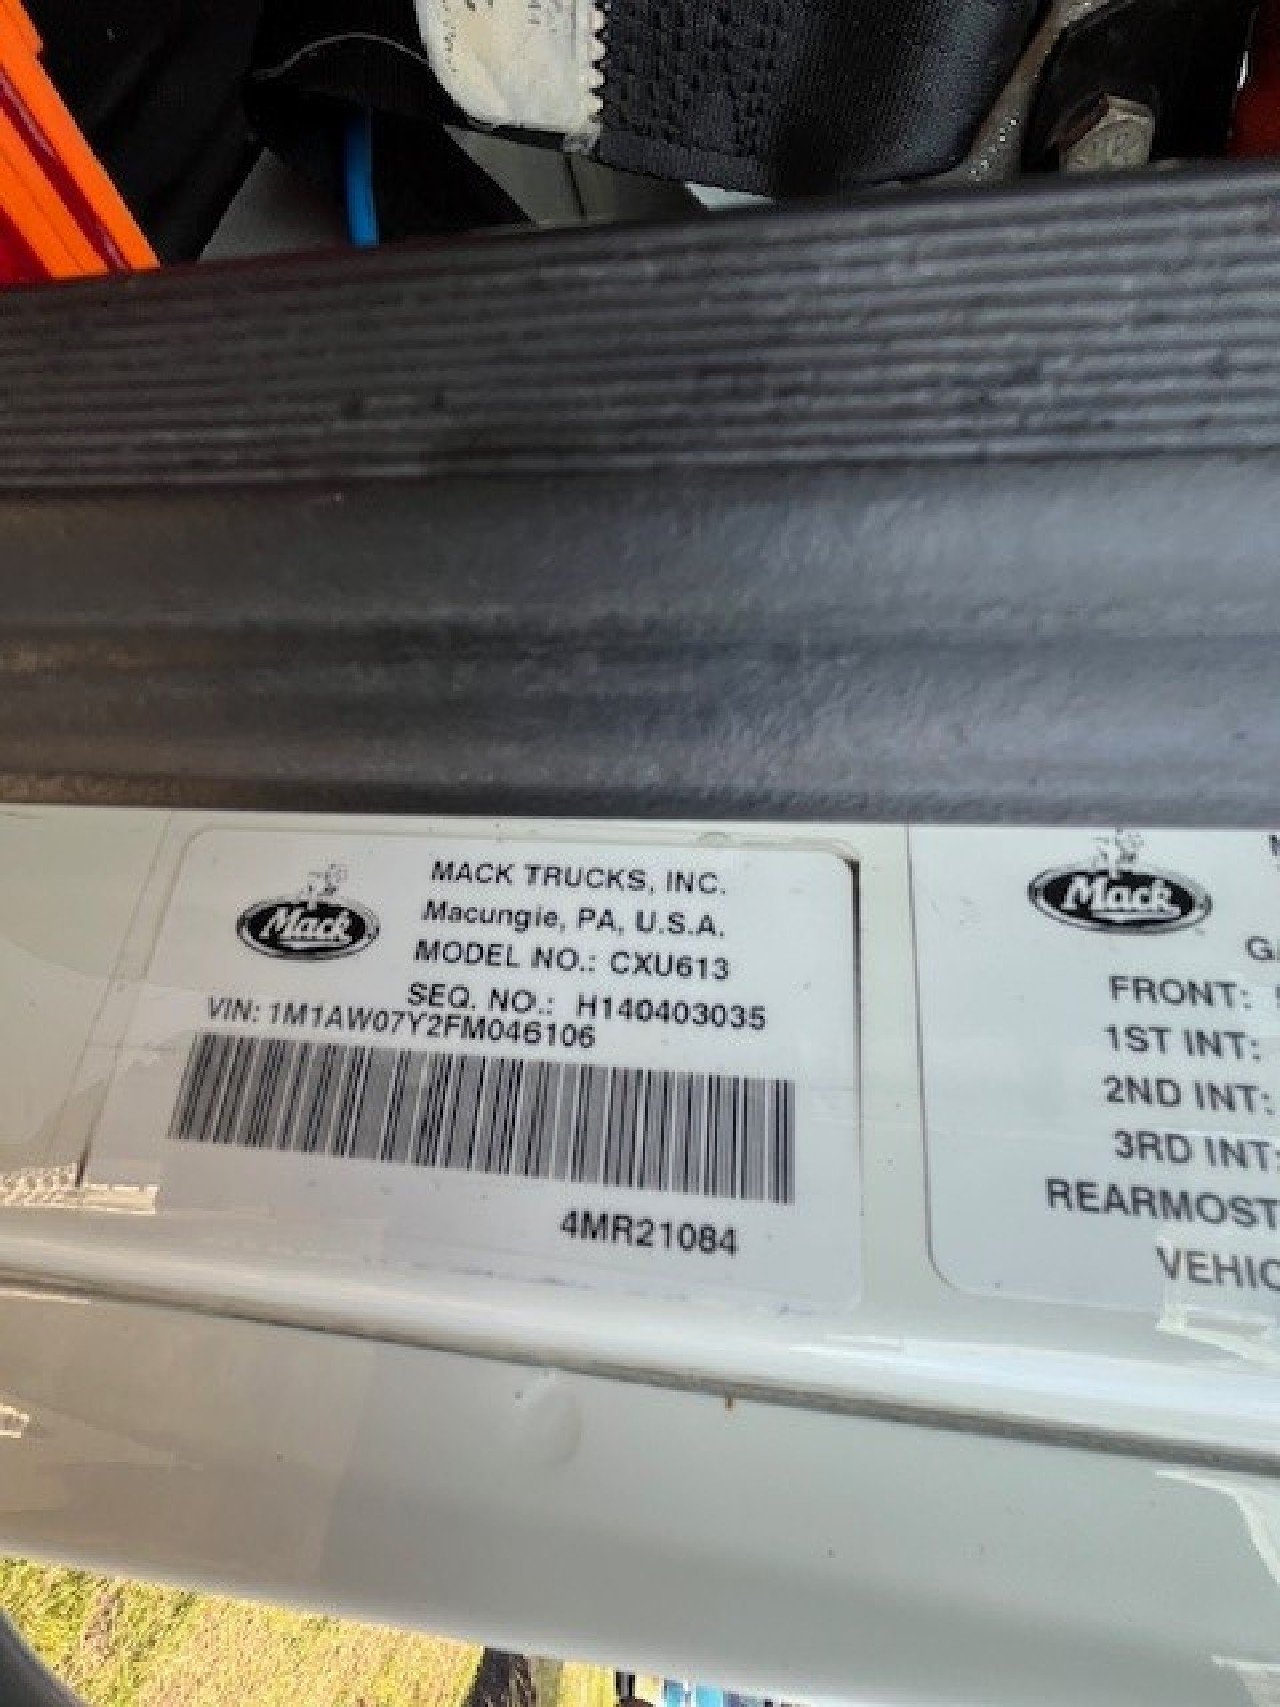 Mack
MACK TRUCKS, INC.
Macungie, PA, U.S.A.
MODEL NO.: CXU613
SEQ. NO.: H140403035
VIN: 1M1AW07Y2FM046106
4MR21084
Mack
FRONT:
1ST INT:
2ND INT:
3RD INT:
REARMOST
VEHIC